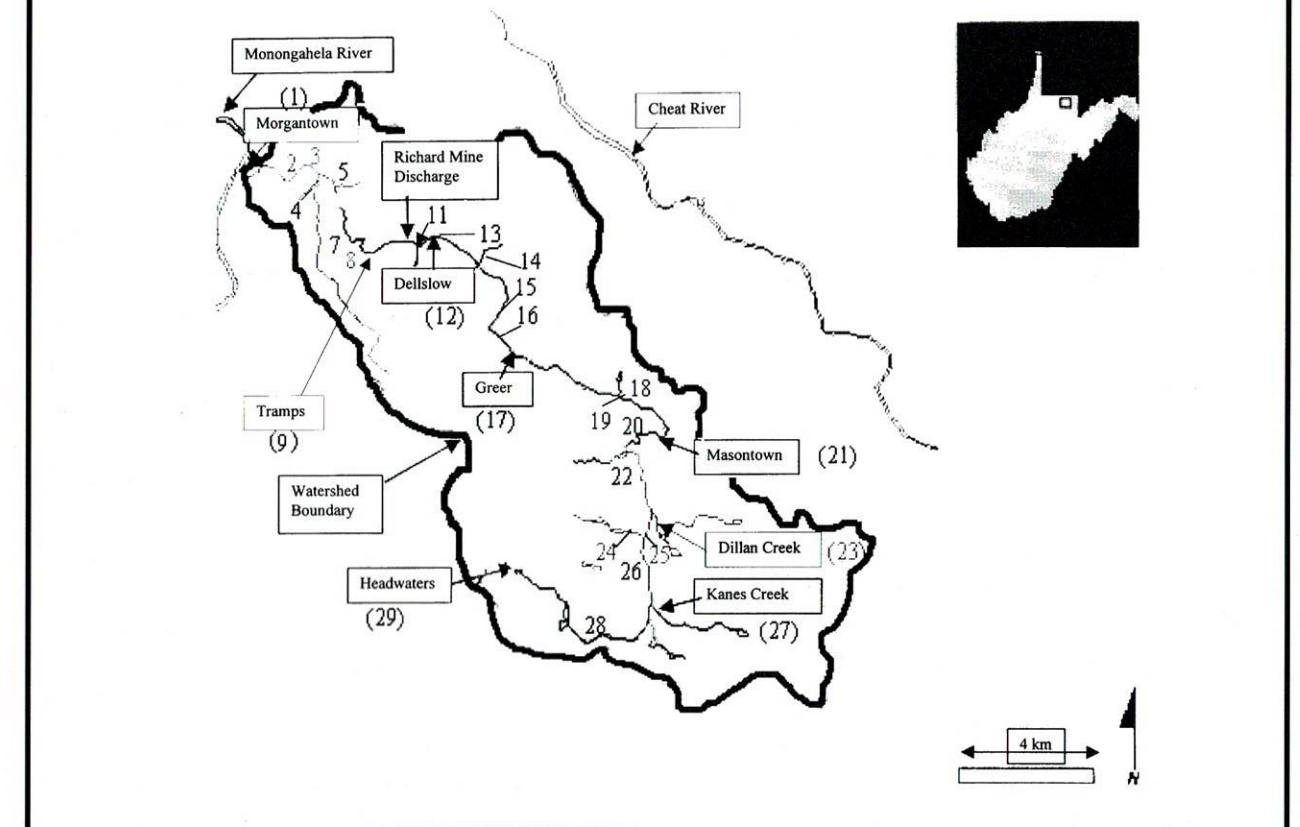 Monongahela River
Cheat River
(1)
Morgantown
Richard Mine
Discharge
2
3
5
4
11
13
7
8
14
Dellslow
(12)
15
16
Greer
(17)
18
19
Tramps
(9)
20
Masontown
(21)
22
Watershed
Boundary
Dillan Creek
(23)
24
25
26
Headwaters
(29)
Kanes Creek
(27)
28
4 km
N